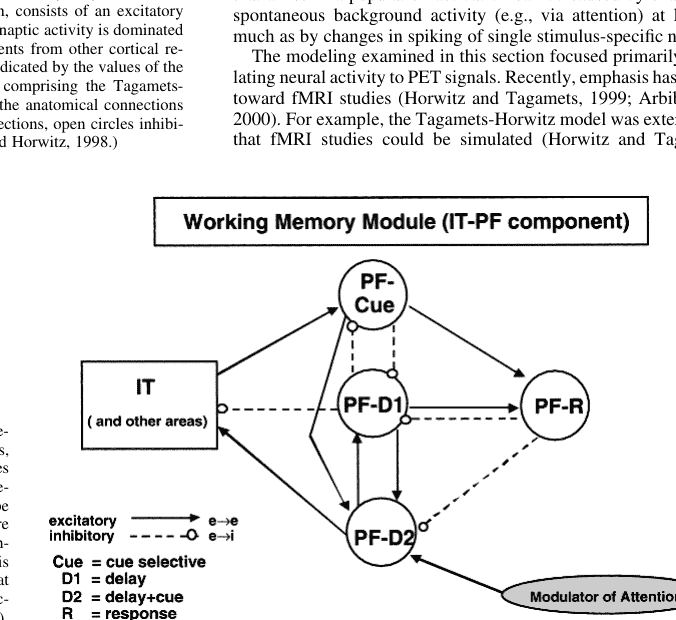 n, consists of an excitatory
naptic activity is dominated
ents from other cortical re-
dicated by the values of the
comprising the Tagamets-
the anatomical connections
ections, open circles inhibi-
d Horwitz, 1998.)
spontaneous background activity (e.g., via attention) at
much as by changes in spiking of single stimulus-specific n
The modeling examined in this section focused primarily
lating neural activity to PET signals. Recently, emphasis has
toward fMRI studies (Horwitz and Tagamets, 1999; Arbib
2000). For example, the Tagamets-Horwitz model was exten
that fMRI studies could be simulated (Horwitz and Tag
Working Memory Module (IT-PF component)
PF-
Cue
IT
( and other areas)
PF-D1
PF-R
PF-D2
Modulator of Attention
excitatory e→e
inhibitory e→i
Cue = cue selective
D1 = delay
D2 = delay+cue
R = response
e-
s,
es
e-
be
re
n-
is
at
c-